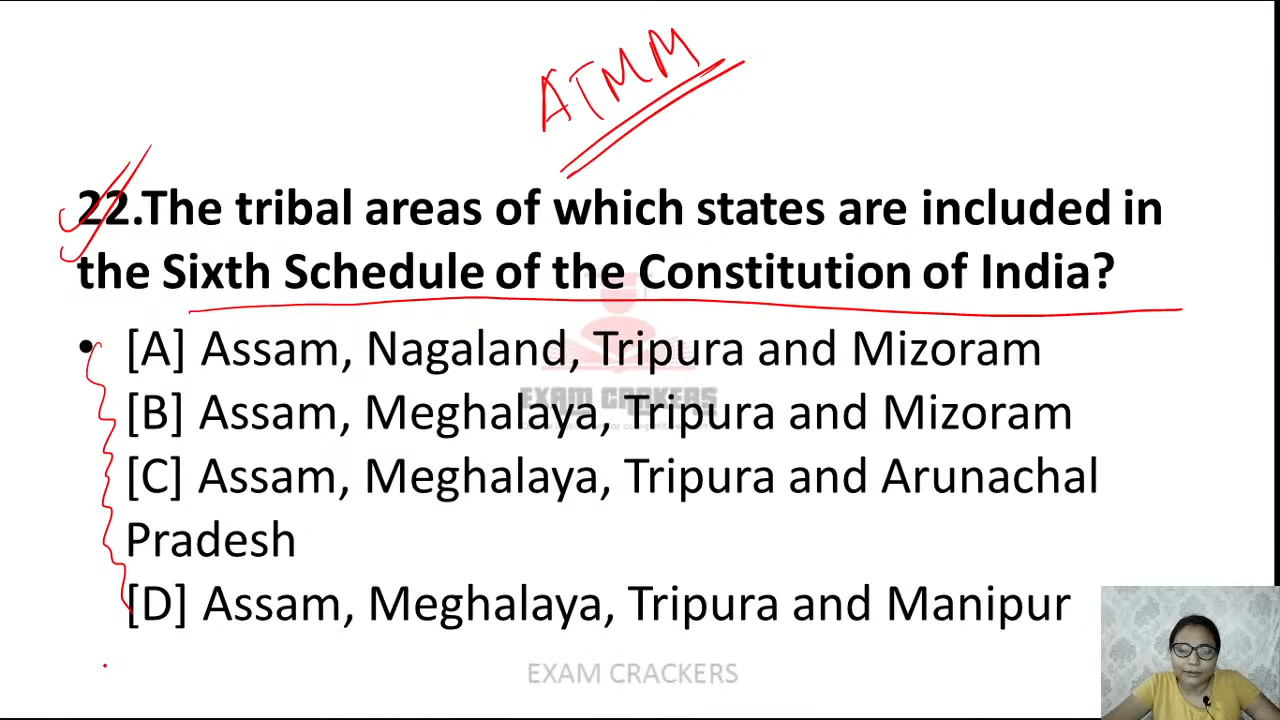 ATMM
22.The tribal areas of which states are included in
the Sixth Schedule of the Constitution of India?
• [A] Assam, Nagaland, Tripura and Mizoram
EXAM CRACKERS
[B] Assam, Meghalaya, Tripura and Mizoram
[C] Assam, Meghalaya, Tripura and Arunachal
Pradesh
[D] Assam, Meghalaya, Tripura and Manipur
EXAM CRACKERS